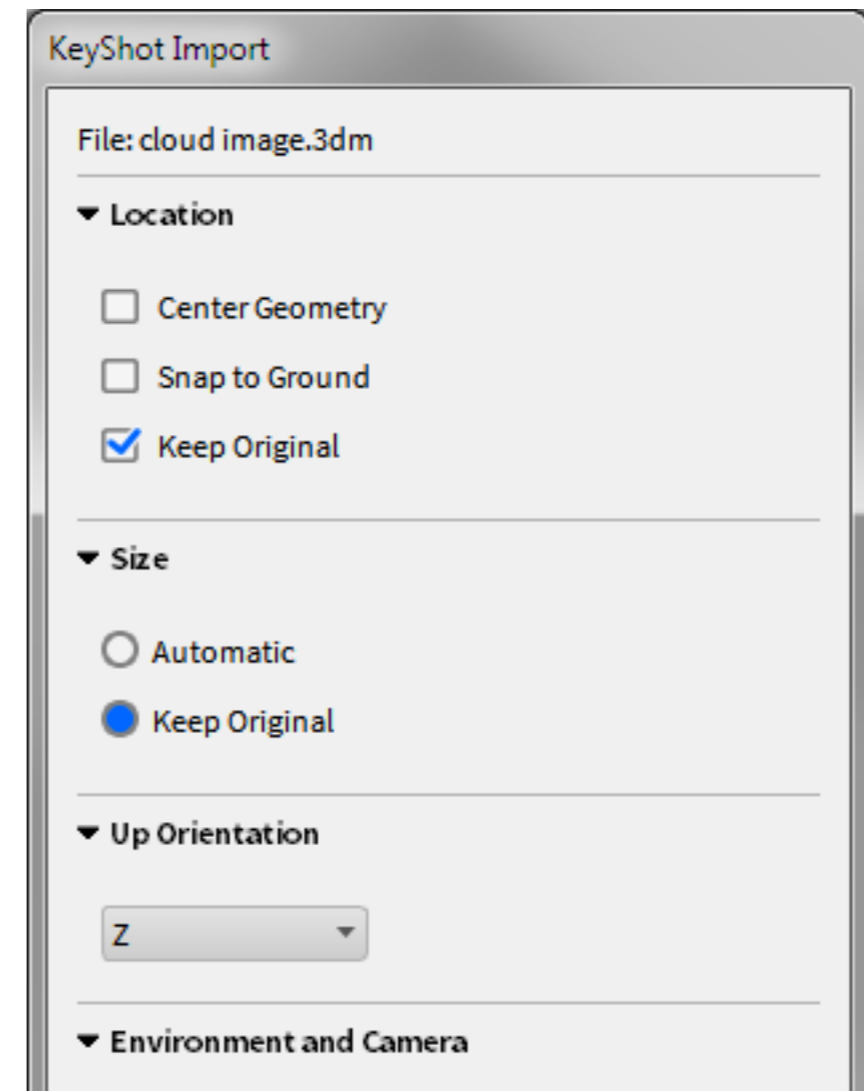 KeyShot Import
File: cloud image.3dm
Location
Center Geometry
Snap to Ground
Keep Original
Size
Automatic
Keep Original
Up Orientation
Z
Environment and Camera